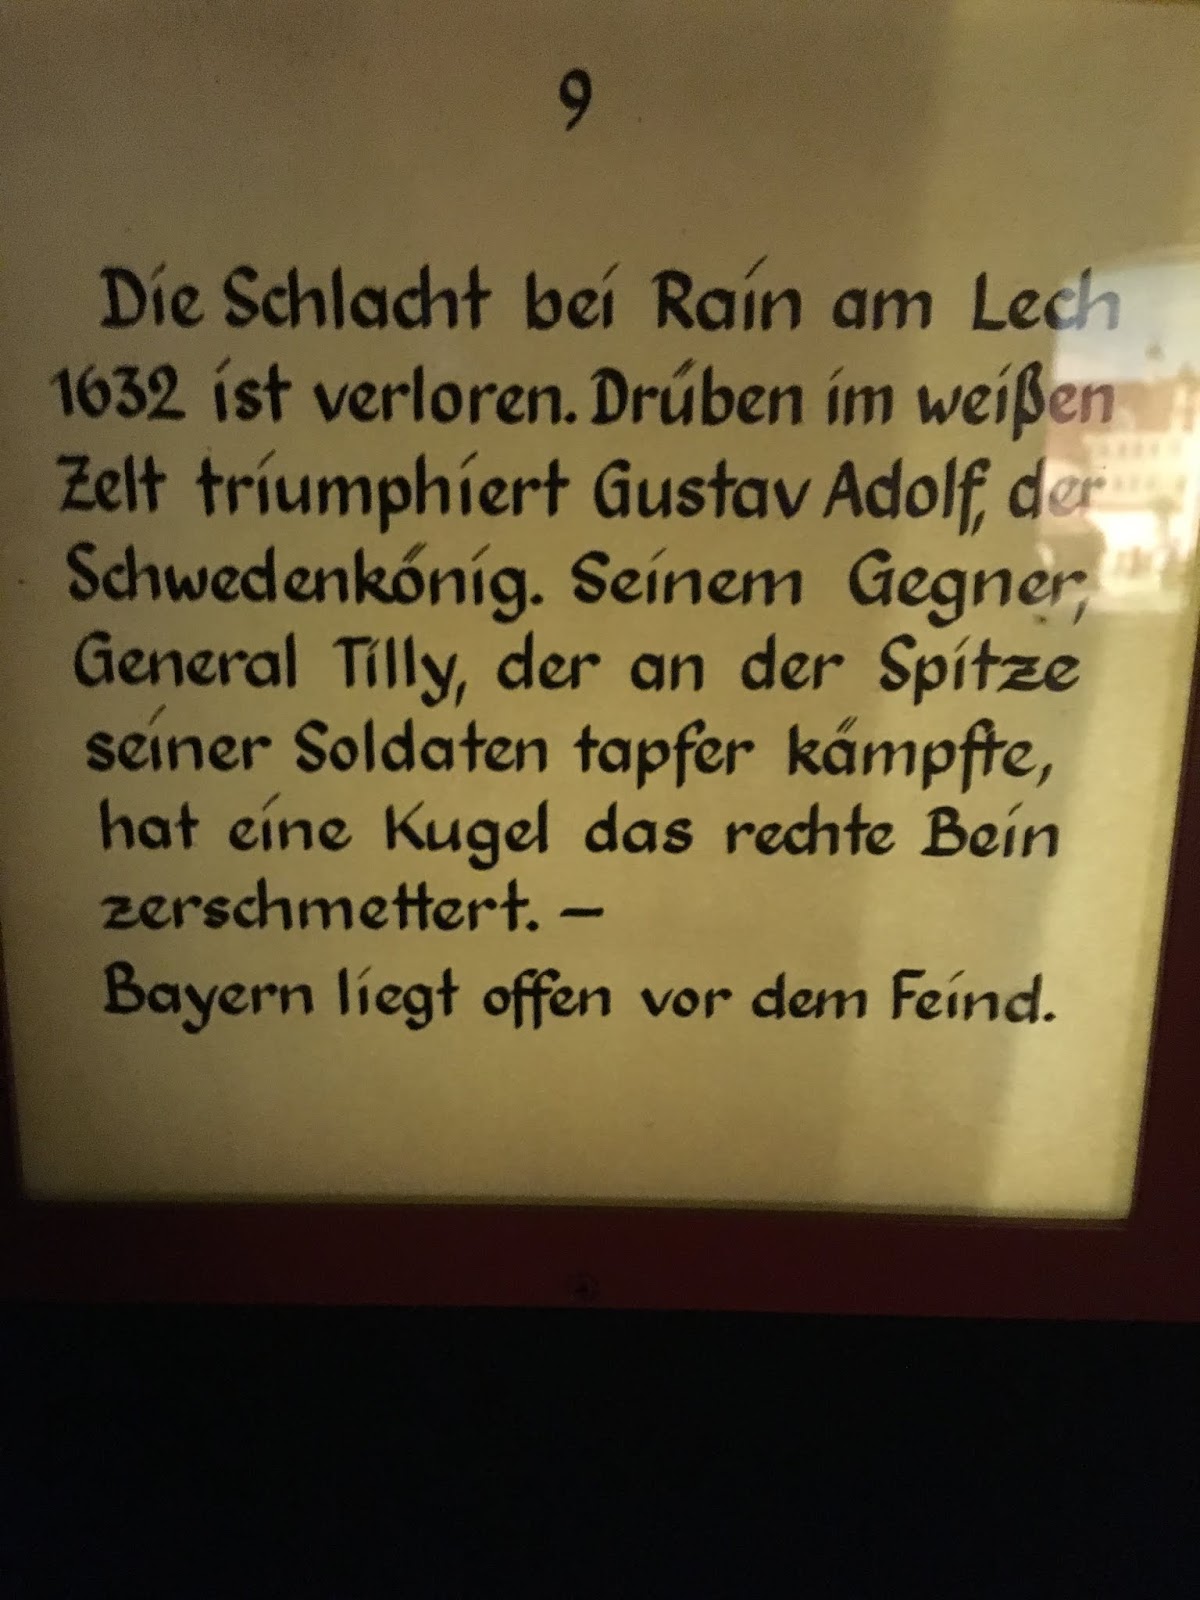 9
Die Schlacht bei Rain am Lech
1632 ist verloren. Drüben im weißen
Zelt triumphiert Gustav Adolf, der
Schwedenkönig. Seinem Gegner,
General Tilly, der an der Spitze
seiner Soldaten tapfer kämpfte,
hat eine Kugel das rechte Bein
zerschmettert. –
Bayern liegt offen vor dem Feind.